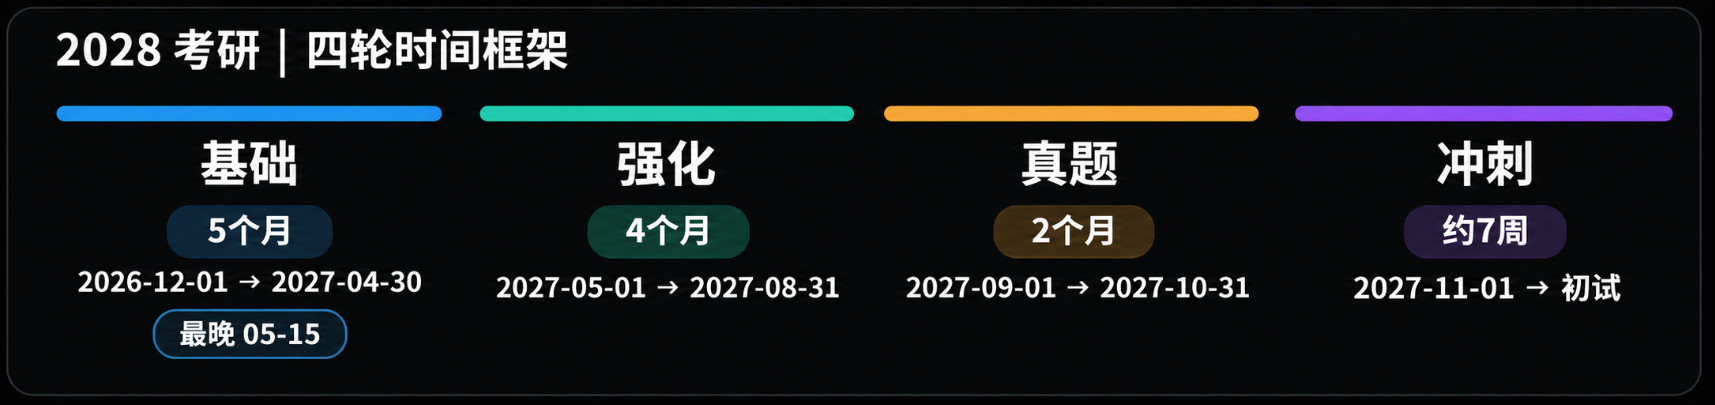 2028 考研 | 四轮时间框架
基础
5个月
2026-12-01 → 2027-04-30
最晚 05-15
强化
4个月
2027-05-01 → 2027-08-31
真题
2个月
2027-09-01 → 2027-10-31
冲刺
约7周
2027-11-01 → 初试